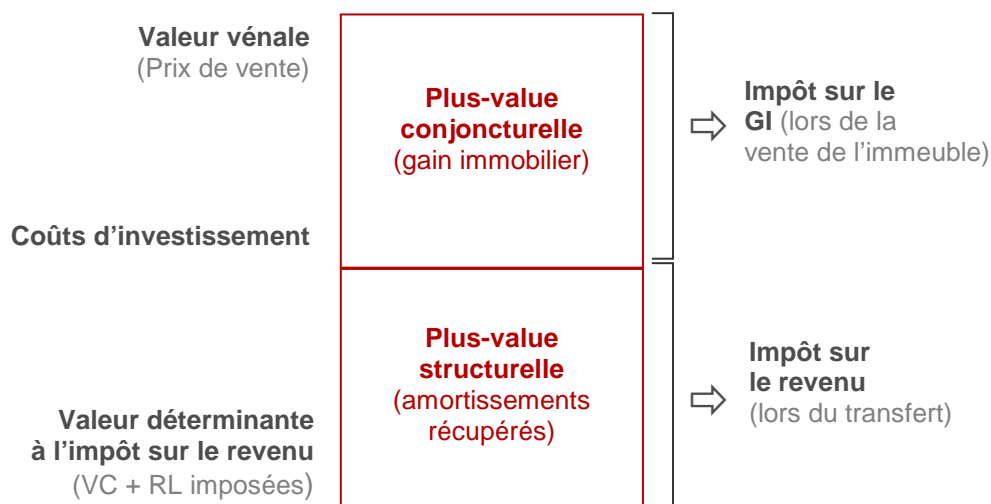 Valeur vénale
(Prix de vente)
Plus-value
conjoncturelle
(gain immobilier)
Impôt sur le
GI (lors de la
vente de l’immeuble)
Coûts d’investissement
Plus-value
structurelle
(amortissements
récupérés)
Impôt sur
le revenu
(lors du transfert)
Valeur déterminante
à l’impôt sur le revenu
(VC + RL imposées)